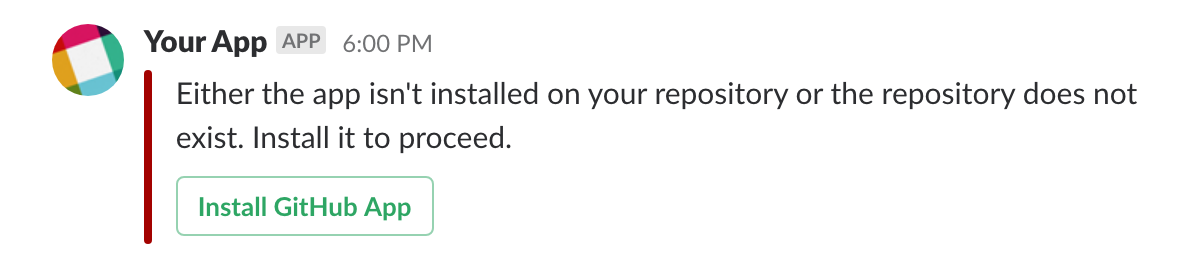 Your App APP 6:00 PM
Either the app isn't installed on your repository or the repository does not
exist. Install it to proceed.
Install GitHub App